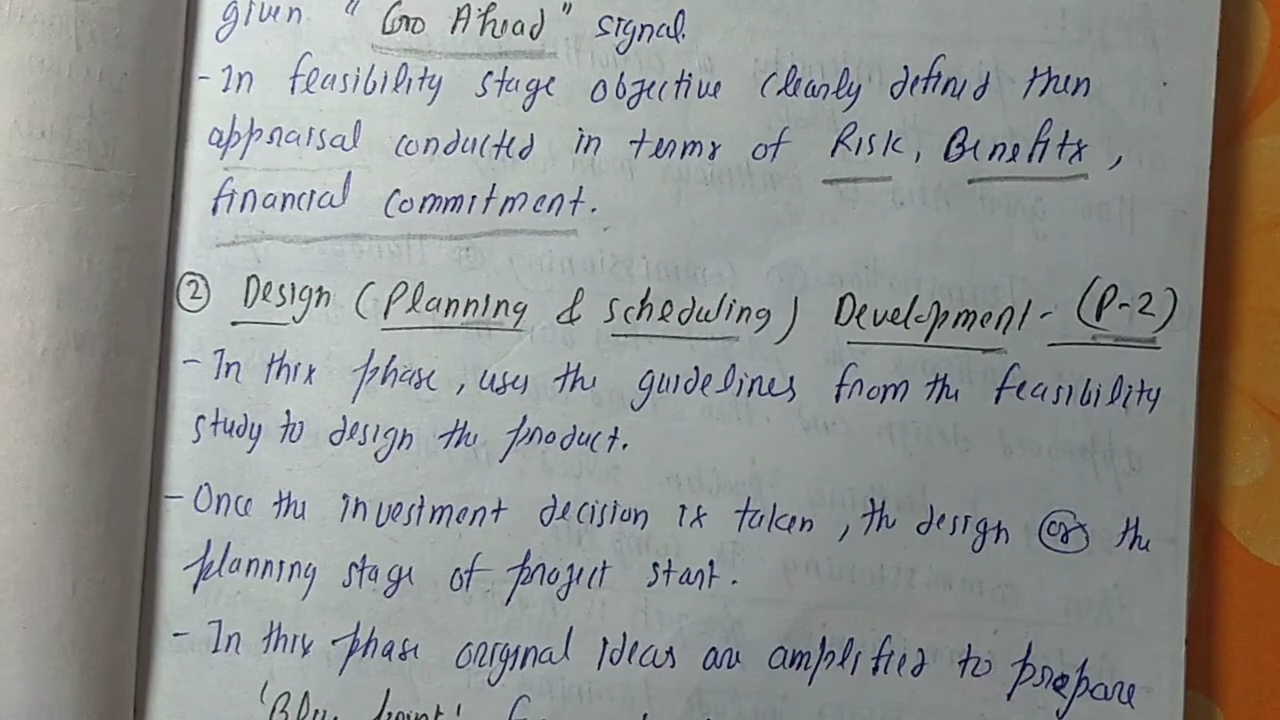 given "Go Ahead" signal.
- In feasibility stage objective clearly defined then
appraisal conducted in terms of Risk, Benefits,
financial commitment.
② Design (Planning & scheduling) Development - (P-2)
- In this phase, uses the guidelines from the feasibility
study to design the product.
- Once the investment decision is taken, the design or the
planning stage of project start.
- In this phase original ideas are amplified to prepare
'Blue print'